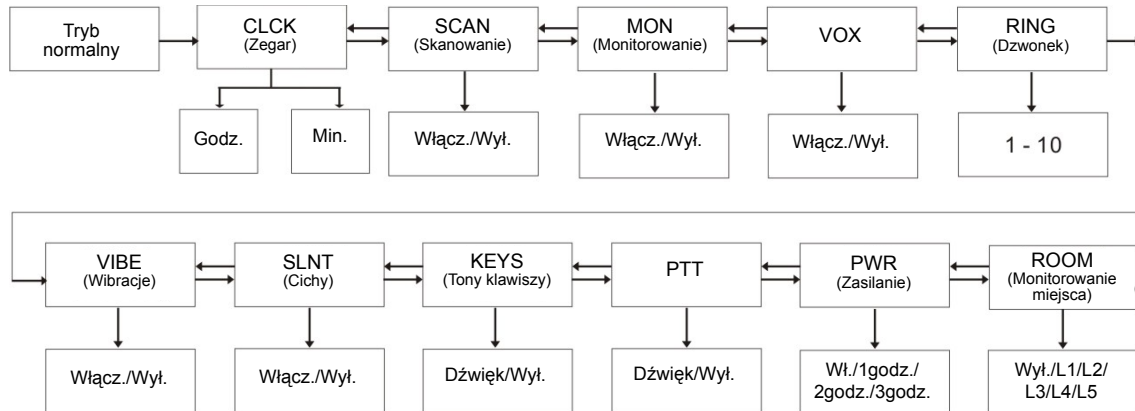 Tryb
normalny
CLCK
(Zegar)
SCAN
(Skanowanie)
MON
(Monitorowanie)
VOX
RING
(Dzwonek)
Godz.
Min.
Włącz./Wył.
Włącz./Wył.
Włącz./Wył.
1 - 10
VIBE
(Wibracje)
SLNT
(Cichy)
KEYS
(Tony klawiszy)
PTT
PWR
(Zasilanie)
ROOM
(Monitorowanie
miejsca)
Włącz./Wył.
Włącz./Wył.
Dźwięk/Wył.
Dźwięk/Wył.
Wł./1godz./
2godz./3godz.
Wył./L1/L2/
L3/L4/L5